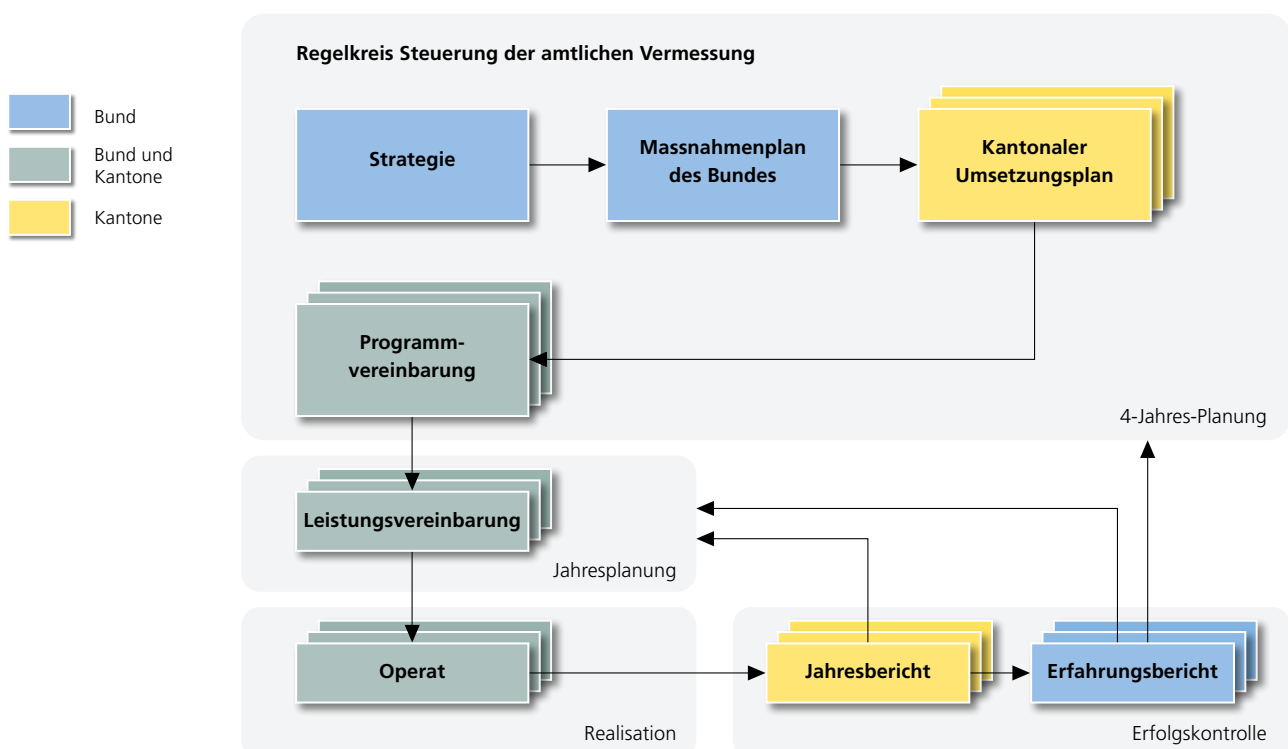 Regelkreis Steuerung der amtlichen Vermessung
Bund
Bund und
Kantone
Kantone
Strategie
Massnahmenplan
des Bundes
Kantonaler
Umsetzungsplan
Programm-
vereinbarung
4-Jahres-Planung
Leistungsvereinbarung
Jahresplanung
Operat
Realisation
Jahresbericht
Erfahrungsbericht
Erfolgskontrolle